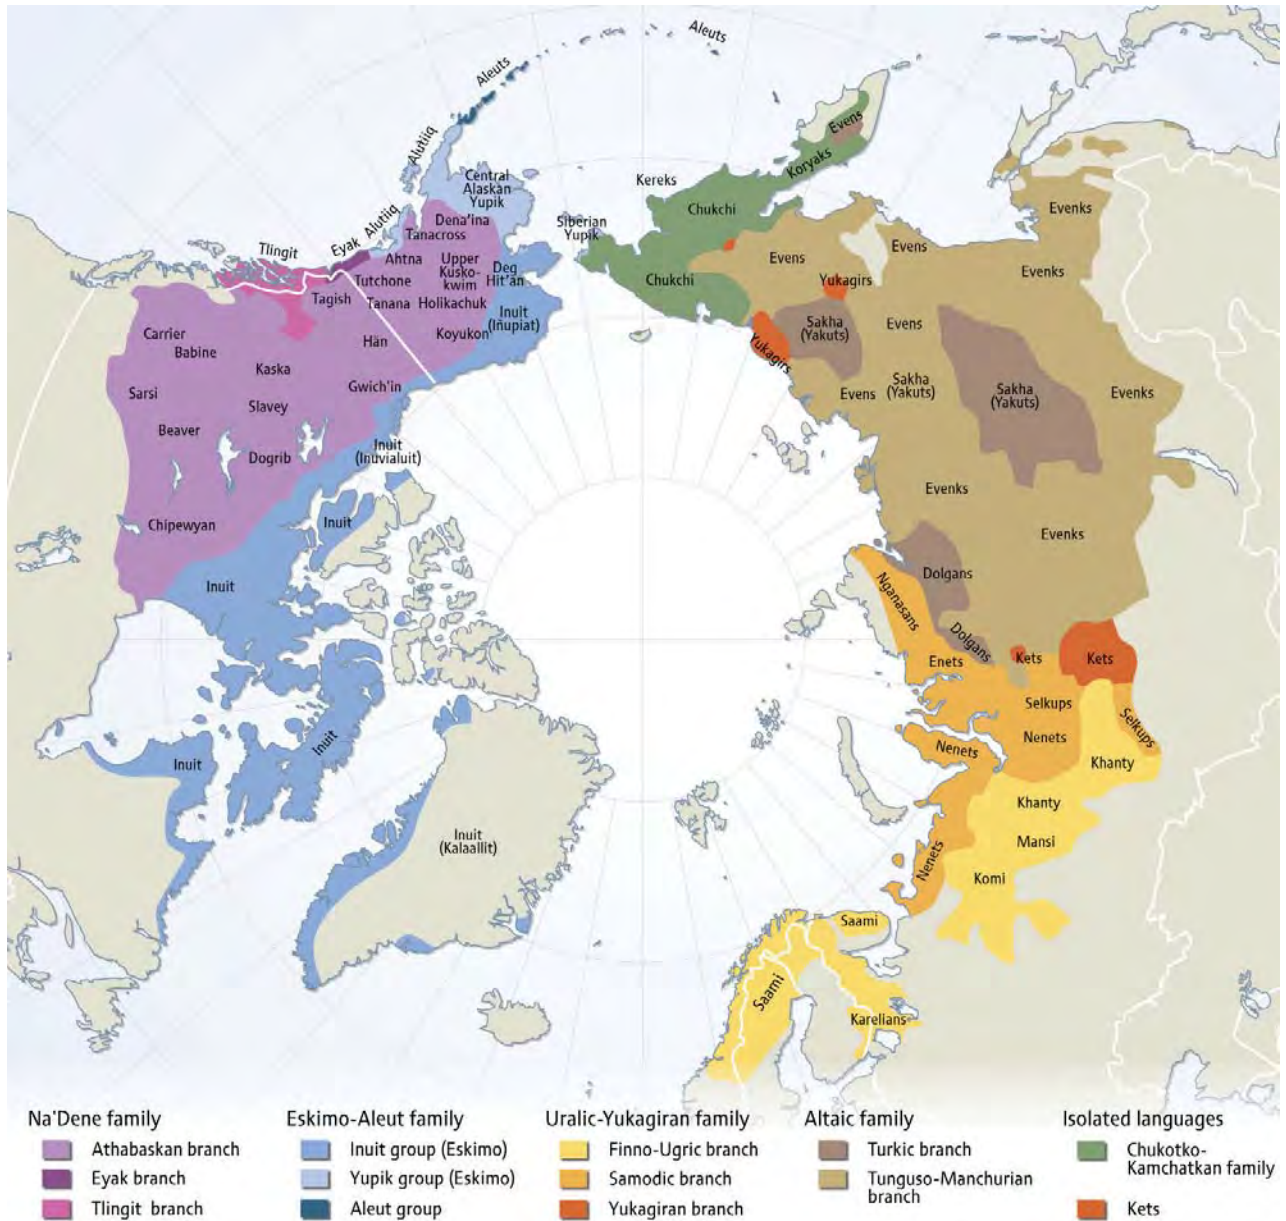 Aleuts
Aleuts
Alutiiq
Central
Alaskan
Yupik
Evens
Koryaks
Kereks
Chukchi
Siberian
Yupik
Chukchi
Evens
Evens
Evenks
Evenks
Tlingit
Eyak
Alutiiq
Dena'ina
Tanacross
Ahtna
Upper
Kusko-
kwim
Deg
Hit'an
Tutchone
Tagish
Tanana
Holikachuk
Inuit
(Iñupiat)
Koyukon
Hän
Carrier
Babine
Kaska
Sarsi
Gwich'in
Slavey
Beaver
Dogrib
Inuit
(Inuvialuit)
Chipewyan
Inuit
Inuit
Yukagirs
Sakha
(Yakuts)
Evens
Yukagirs
Evens
Sakha
(Yakuts)
Sakha
(Yakuts)
Evenks
Evenks
Evenks
Dolgans
Nganasans
Dolgans
Enets
Kets
Kets
Selkups
Selkups
Nenets
Nenets
Khanty
Khanty
Mansi
Nenets
Komi
Inuit
Inuit
Inuit
(Kalaallit)
Saami
Saami
Karelians
Na'Dene family
Athabaskan branch
Eyak branch
Tlingit branch
Eskimo-Aleut family
Inuit group (Eskimo)
Yupik group (Eskimo)
Aleut group
Uralic-Yukagiran family
Finno-Ugric branch
Samodic branch
Yukagiran branch
Altaic family
Turkic branch
Tunguso-Manchurian
branch
Isolated languages
Chukotko-
Kamchatkan family
Kets